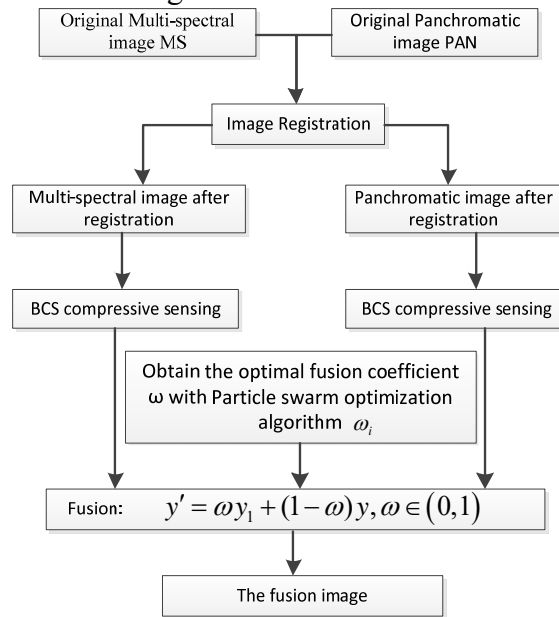 Original Multi-spectral
image MS
Original Panchromatic
image PAN
Image Registration
Multi-spectral image after
registration
Panchromatic image after
registration
BCS compressive sensing
BCS compressive sensing
Obtain the optimal fusion coefficient
ω with Particle swarm optimization
algorithm ω_i
Fusion: y′ = ωy₁ + (1−ω)y, ω ∈ (0,1)
The fusion image